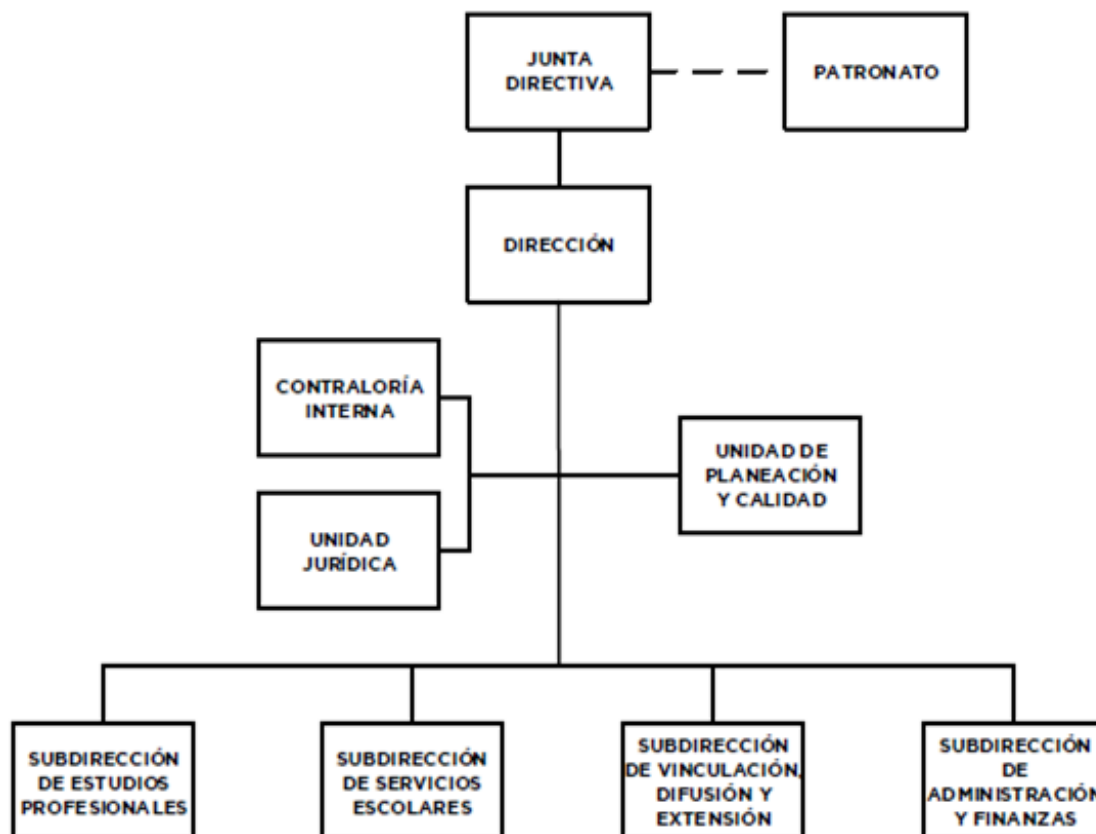 JUNTA
DIRECTIVA
PATRONATO
DIRECCIÓN
CONTRALORÍA
INTERNA
UNIDAD DE
PLANEACIÓN
Y CALIDAD
UNIDAD
JURÍDICA
SUBDIRECCIÓN
DE ESTUDIOS
PROFESIONALES
SUBDIRECCIÓN
DE SERVICIOS
ESCOLARES
SUBDIRECCIÓN
DE VINCULACIÓN,
DIFUSIÓN Y
EXTENSIÓN
SUBDIRECCIÓN
DE
ADMINISTRACIÓN
Y FINANZAS